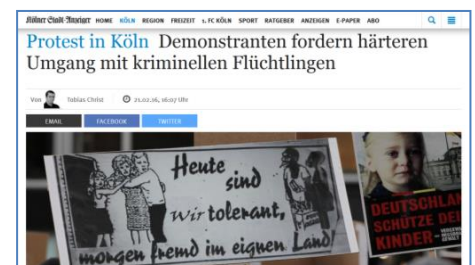 Kölner Stadt-Anzeiger HOME KÖLN REGION FREIZEIT 1. FC KÖLN SPORT RATGEBER ANZEIGEN E-PAPER ABO
Protest in Köln Demonstranten fordern härteren
Umgang mit kriminellen Flüchtlingen
Von Tobias Christ 21.02.16, 16:07 Uhr
EMAIL FACEBOOK TWITTER
Heute
sind
wir tolerant,
morgen fremd im eignen Land!
DEUTSCHLAN
SCHÜTZE DEI
KINDER